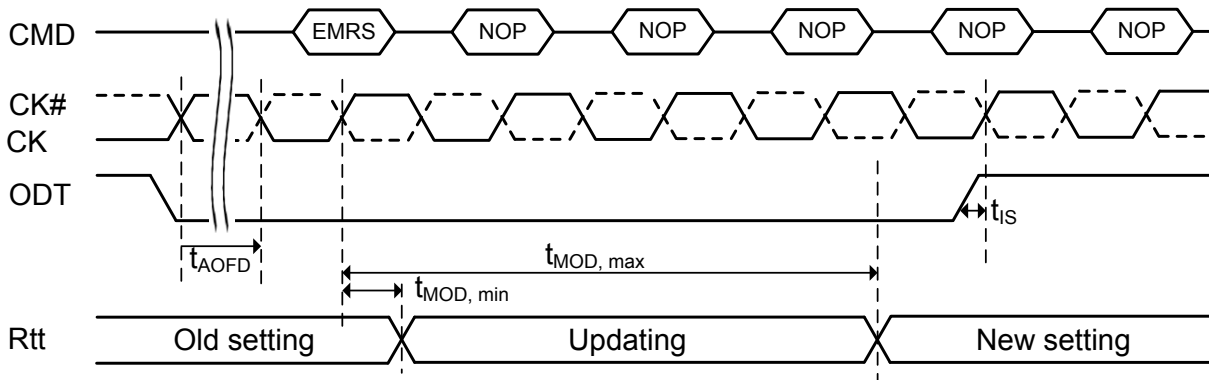 CMD EMRS NOP NOP NOP NOP NOP
CK#
CK
ODT
tIS
tAOFD
tMOD, max
tMOD, min
Rtt Old setting Updating New setting